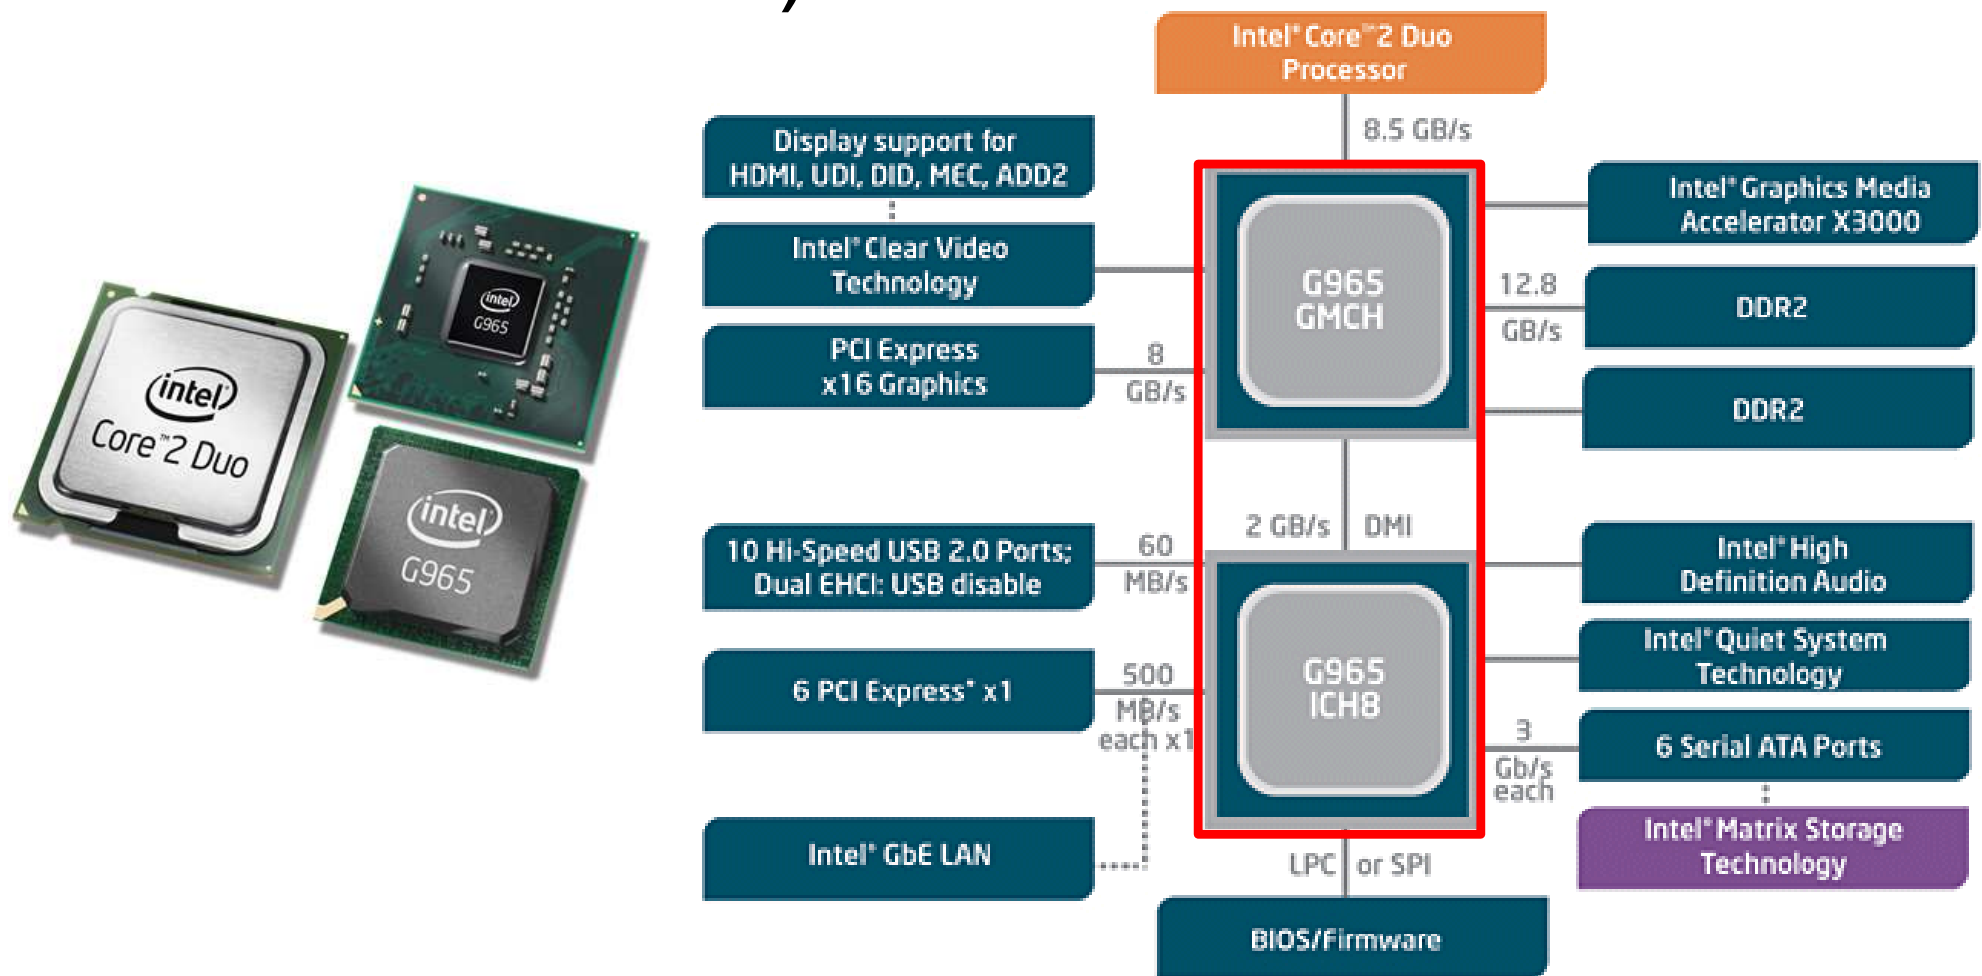 Intel® Core™2 Duo
Processor
8.5 GB/s
Display support for
HDMI, UDI, DID, MEC, ADD2
Intel® Clear Video
Technology
PCI Express
x16 Graphics
8
GB/s
G965
GMCH
Intel® Graphics Media
Accelerator X3000
12.8
GB/s
DDR2
DDR2
intel
G965
intel
Core™2 Duo
intel
G965
2 GB/s
DMI
10 Hi-Speed USB 2.0 Ports;
Dual EHCI: USB disable
60
MB/s
6 PCI Express* x1
500
MB/s
each x1
Intel® GbE LAN
G965
ICH8
Intel® High
Definition Audio
Intel® Quiet System
Technology
3
Gb/s
each
6 Serial ATA Ports
Intel® Matrix Storage
Technology
LPC or SPI
BIOS/Firmware